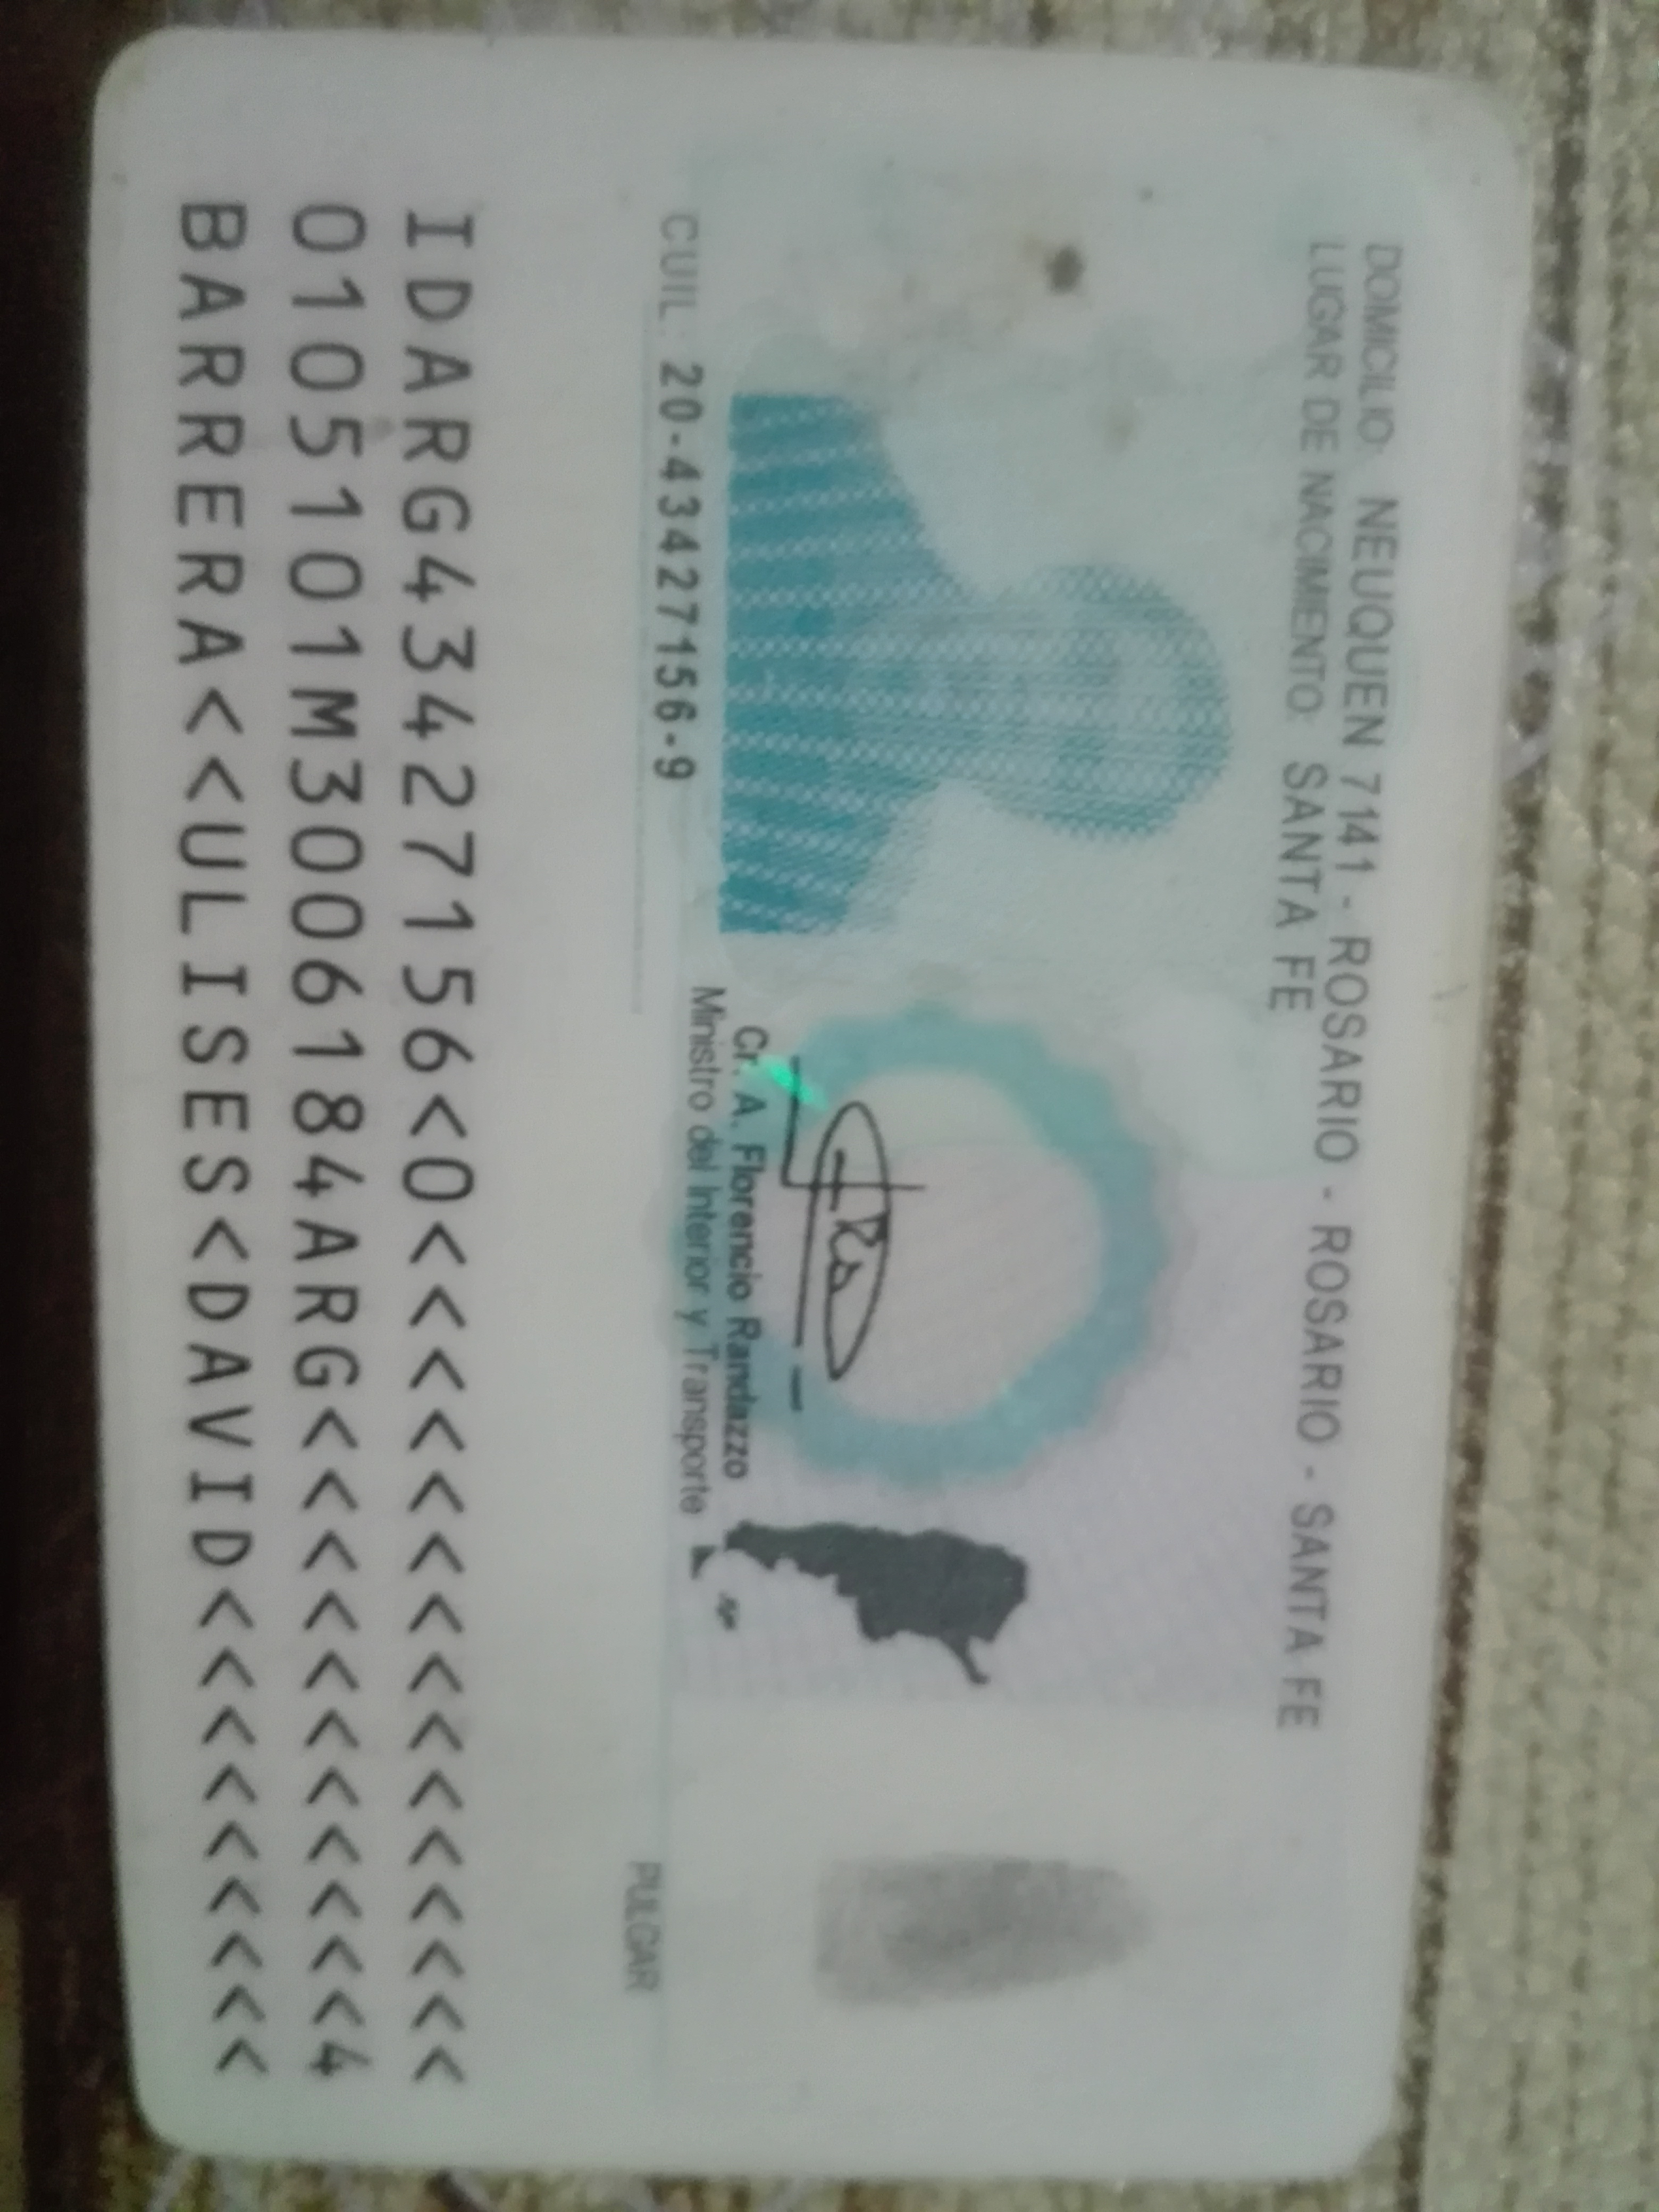 DOMICILIO: NEUQUEN 7141 - ROSARIO - ROSARIO - SANTA FE
LUGAR DE NACIMIENTO: SANTA FE
CUIL: 20-43427156-9
Cr. A. Florencio Randazzo
Ministro del Interior y Transporte
PULGAR
IDARG43427156<0<<<<<<<<<<<<<<<
0105101M3006184ARG<<<<<<<<<<<4
BARRERA<<ULISES<DAVID<<<<<<<<<